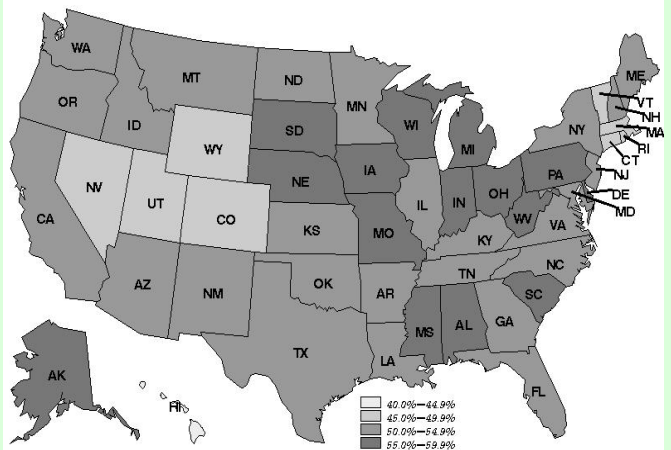 WA
MT
ND
MN
ME
VT
NH
MA
RI
CT
NJ
DE
MD
OR
ID
WY
SD
WI
MI
NY
NV
UT
CO
NE
IA
IL
IN
OH
PA
WV
VA
CA
KS
MO
KY
NC
TN
AZ
NM
OK
AR
SC
MS
AL
GA
TX
LA
FL
AK
HI
40.0%—44.9%
45.0%—49.9%
50.0%—54.9%
55.0%—59.9%